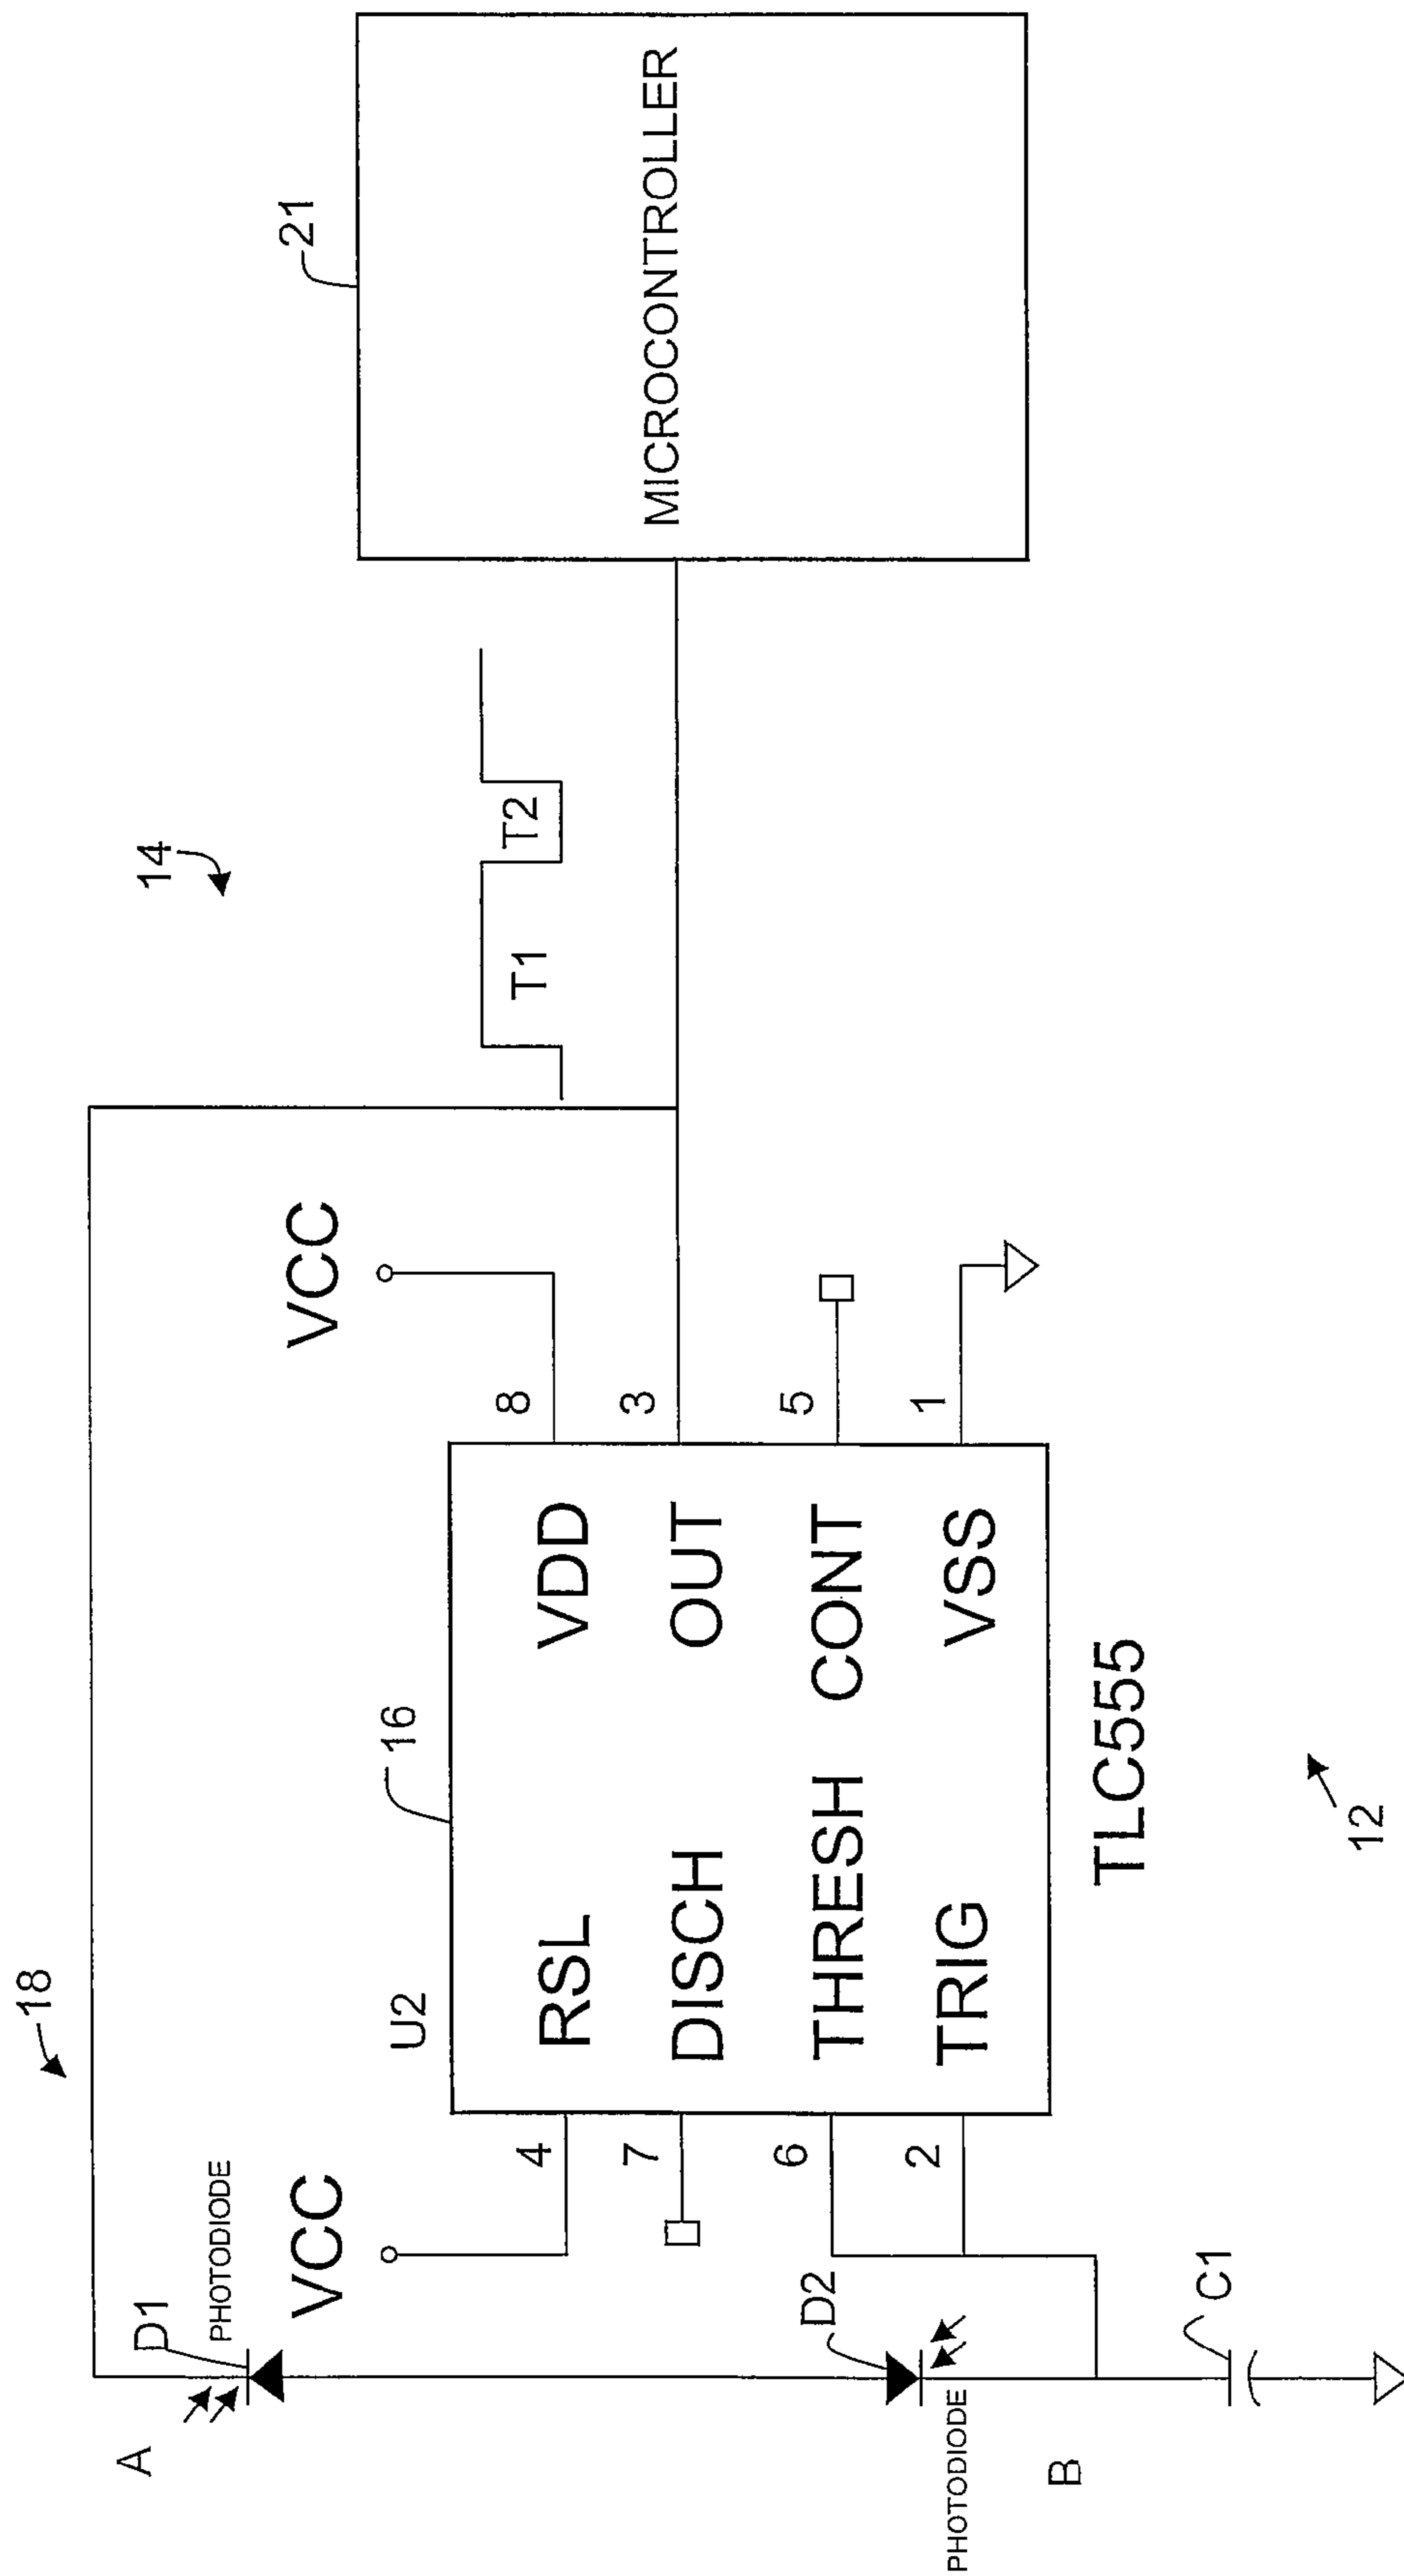 18
A
D1
PHOTODIODE
VCC
D2
PHOTODIODE
B
C1
U2
16
4
RSL
VDD
8
VCC
7
DISCH
OUT
3
6
THRESH
CONT
5
2
TRIG
VSS
1
TLC555
12
14
T1
T2
21
MICROCONTROLLER